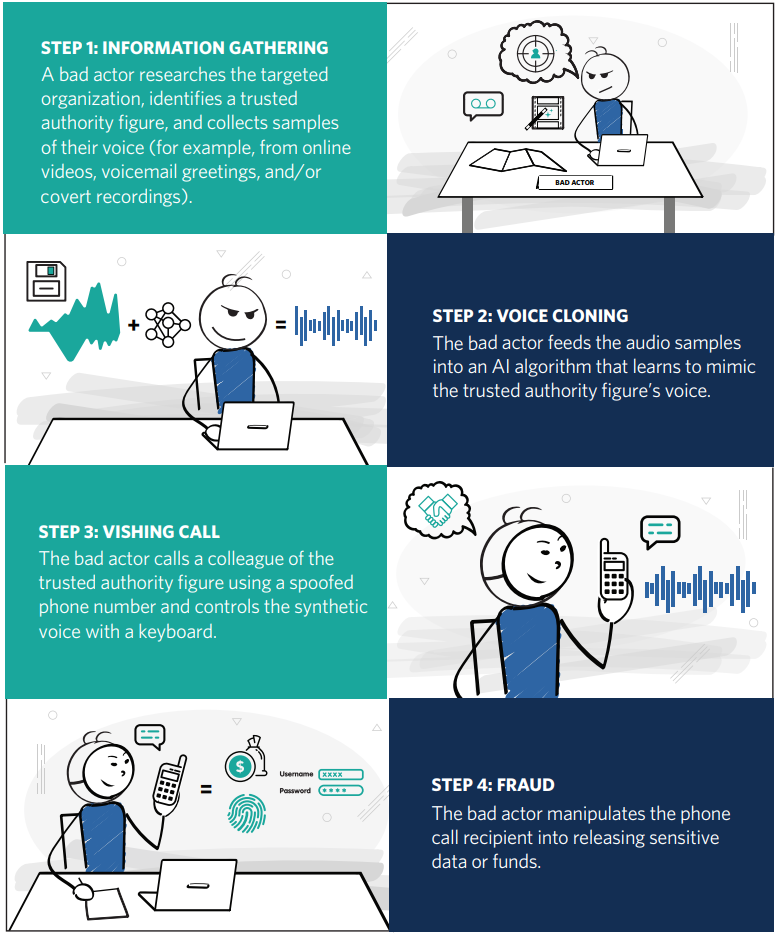 STEP 1: INFORMATION GATHERING
A bad actor researches the targeted
organization, identifies a trusted
authority figure, and collects samples
of their voice (for example, from online
videos, voicemail greetings, and/or
covert recordings).
BAD ACTOR
STEP 2: VOICE CLONING
The bad actor feeds the audio samples
into an AI algorithm that learns to mimic
the trusted authority figure’s voice.
STEP 3: VISHING CALL
The bad actor calls a colleague of the
trusted authority figure using a spoofed
phone number and controls the synthetic
voice with a keyboard.
Username XXXX
Password ****
STEP 4: FRAUD
The bad actor manipulates the phone
call recipient into releasing sensitive
data or funds.